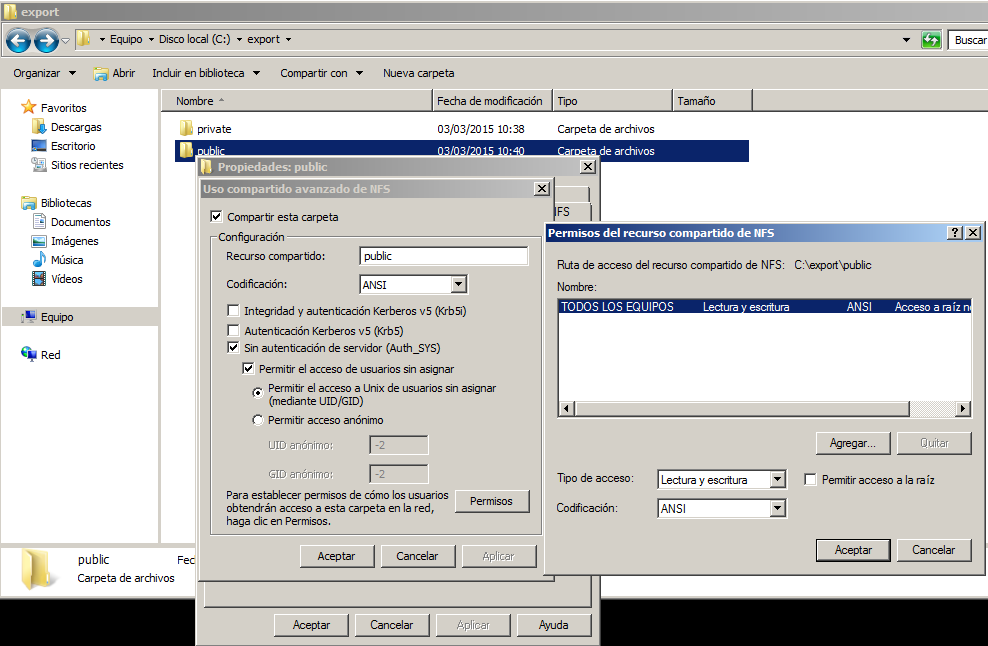 export
Equipo Disco local (C:) export
Buscar
Organizar Abrir Incluir en biblioteca Compartir con Nueva carpeta
Favoritos
Descargas
Escritorio
Sitios recientes
Bibliotecas
Documentos
Imágenes
Música
Vídeos
Equipo
Red
Nombre Fecha de modificación Tipo Tamaño
private 03/03/2015 10:38 Carpeta de archivos
public 03/03/2015 10:40 Carpeta de archivos
Propiedades: public
NFS
Uso compartido avanzado de NFS
Compartir esta carpeta
Configuración
Recurso compartido: public
Codificación: ANSI
Integridad y autenticación Kerberos v5 (Krb5i)
Autenticación Kerberos v5 (Krb5)
Sin autenticación de servidor (Auth_SYS)
Permitir el acceso de usuarios sin asignar
Permitir el acceso a Unix de usuarios sin asignar
(mediante UID/GID)
Permitir acceso anónimo
UID anónimo: -2
GID anónimo: -2
Para establecer permisos de cómo los usuarios
obtendrán acceso a esta carpeta en la red,
haga clic en Permisos.
Permisos
Aceptar Cancelar Aplicar
Aceptar Cancelar Aplicar Ayuda
Permisos del recurso compartido de NFS
Ruta de acceso del recurso compartido de NFS: C:\export\public
Nombre:
TODOS LOS EQUIPOS Lectura y escritura ANSI Acceso a raíz n
Agregar... Quitar
Tipo de acceso: Lectura y escritura Permitir acceso a la raíz
Codificación: ANSI
Aceptar Cancelar
public Fec
Carpeta de archivos